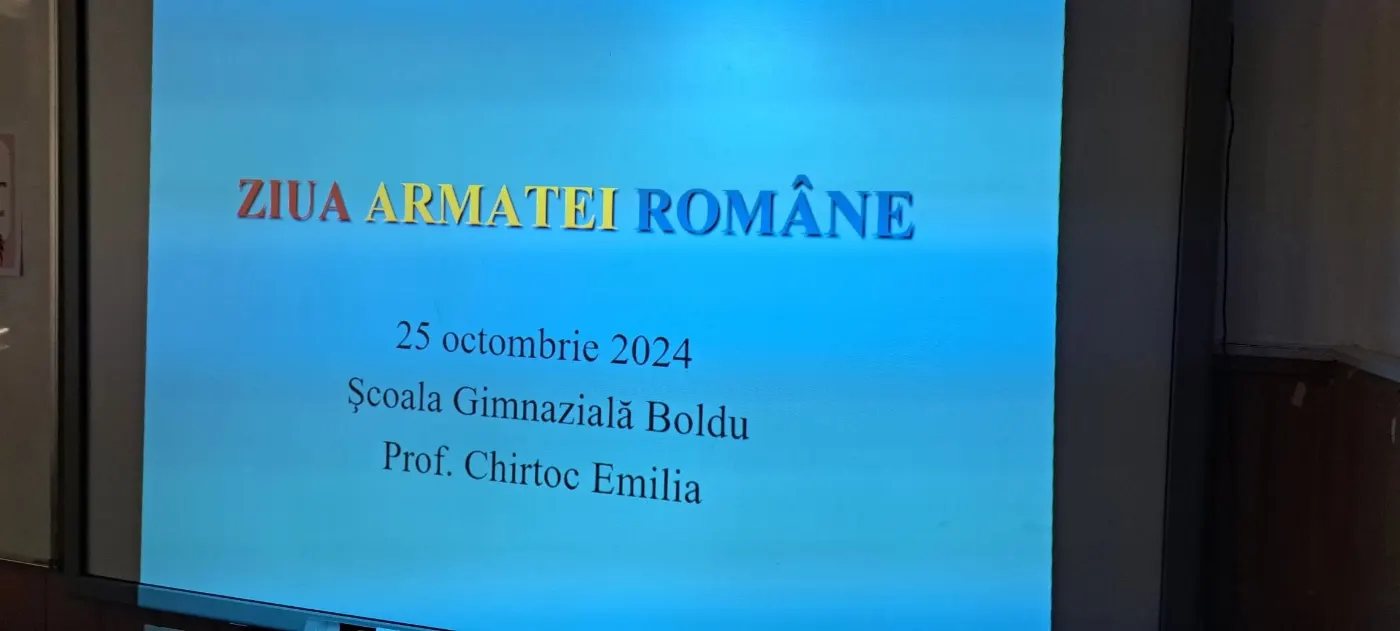 ZIUA ARMATEI ROMÂNE
25 octombrie 2024
Şcoala Gimnazială Boldu
Prof. Chirtoc Emilia